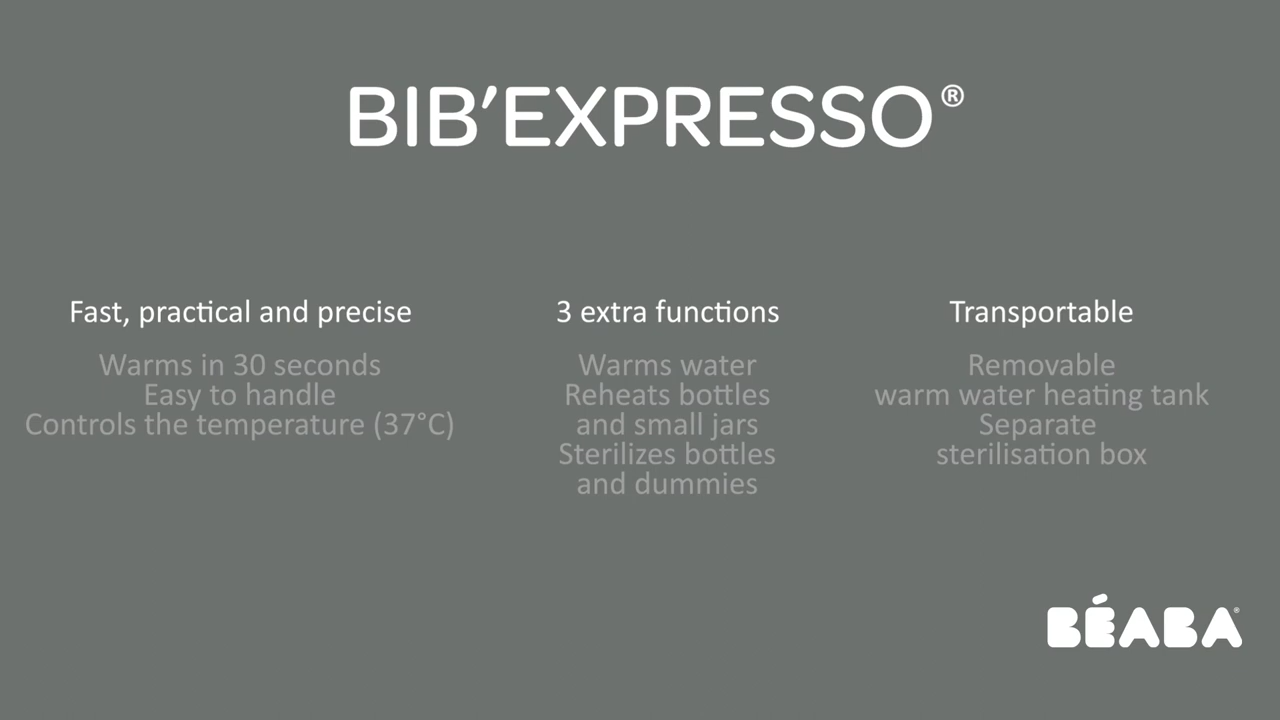 BIB’EXPRESSO®
Fast, practical and precise
Warms in 30 seconds
Easy to handle
Controls the temperature (37°C)
3 extra functions
Warms water
Reheats bottles
and small jars
Sterilizes bottles
and dummies
Transportable
Removable
warm water heating tank
Separate
sterilisation box
BÉABA®